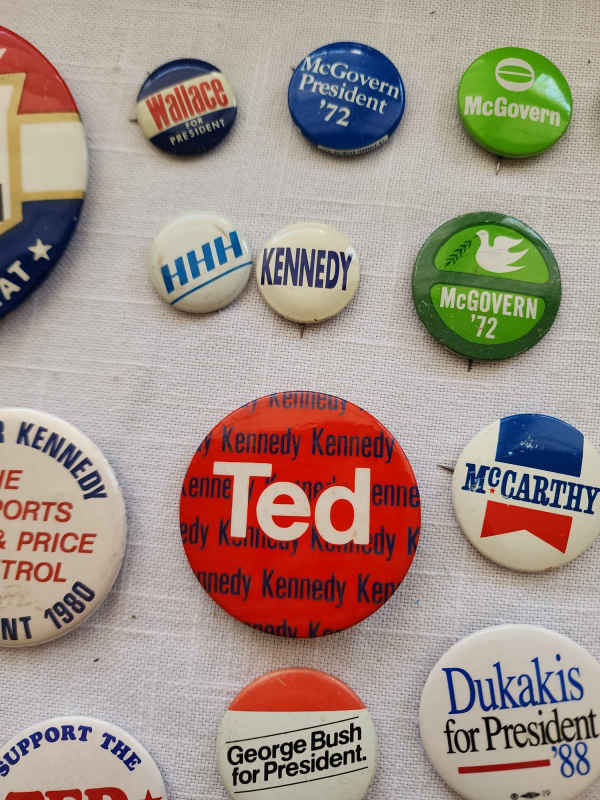 Wallace
FOR
PRESIDENT
McGovern
President
'72
McGovern
AT
HHH
KENNEDY
McGOVERN
'72
R KENNEDY
PORTS
& PRICE
TROL
NT 1980
Kennedy
Kennedy Kennedy
Ted
Kennedy Kennedy
McCARTHY
SUPPORT THE
George Bush
for President.
Dukakis
for President
'88